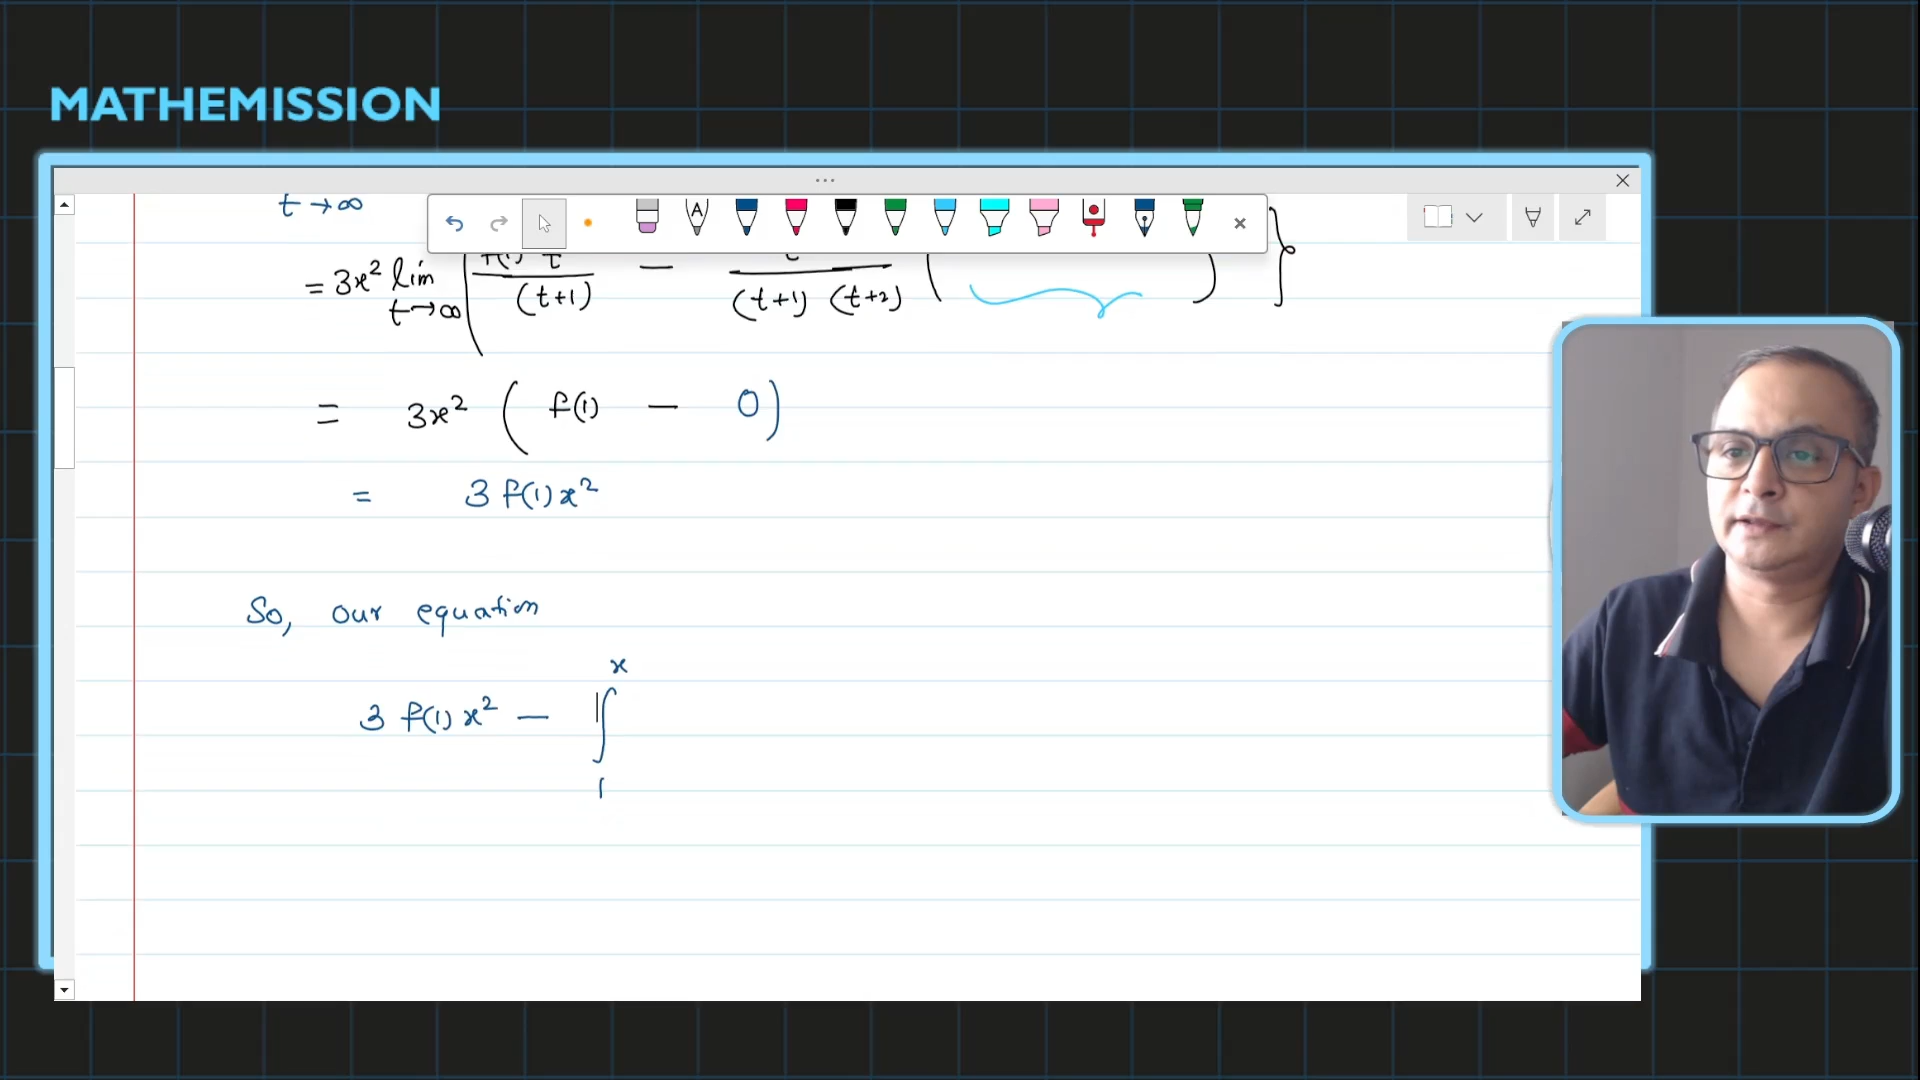 MATHEMISSION
t→∞
= 3x² lim ( f(1) t / (t+1) − t / (t+1) (t+2) ( ) }
t→∞
= 3x² ( f(1) − 0 )
= 3 f(1) x²
So, our equation
3 f(1) x² − ∫₁ˣ